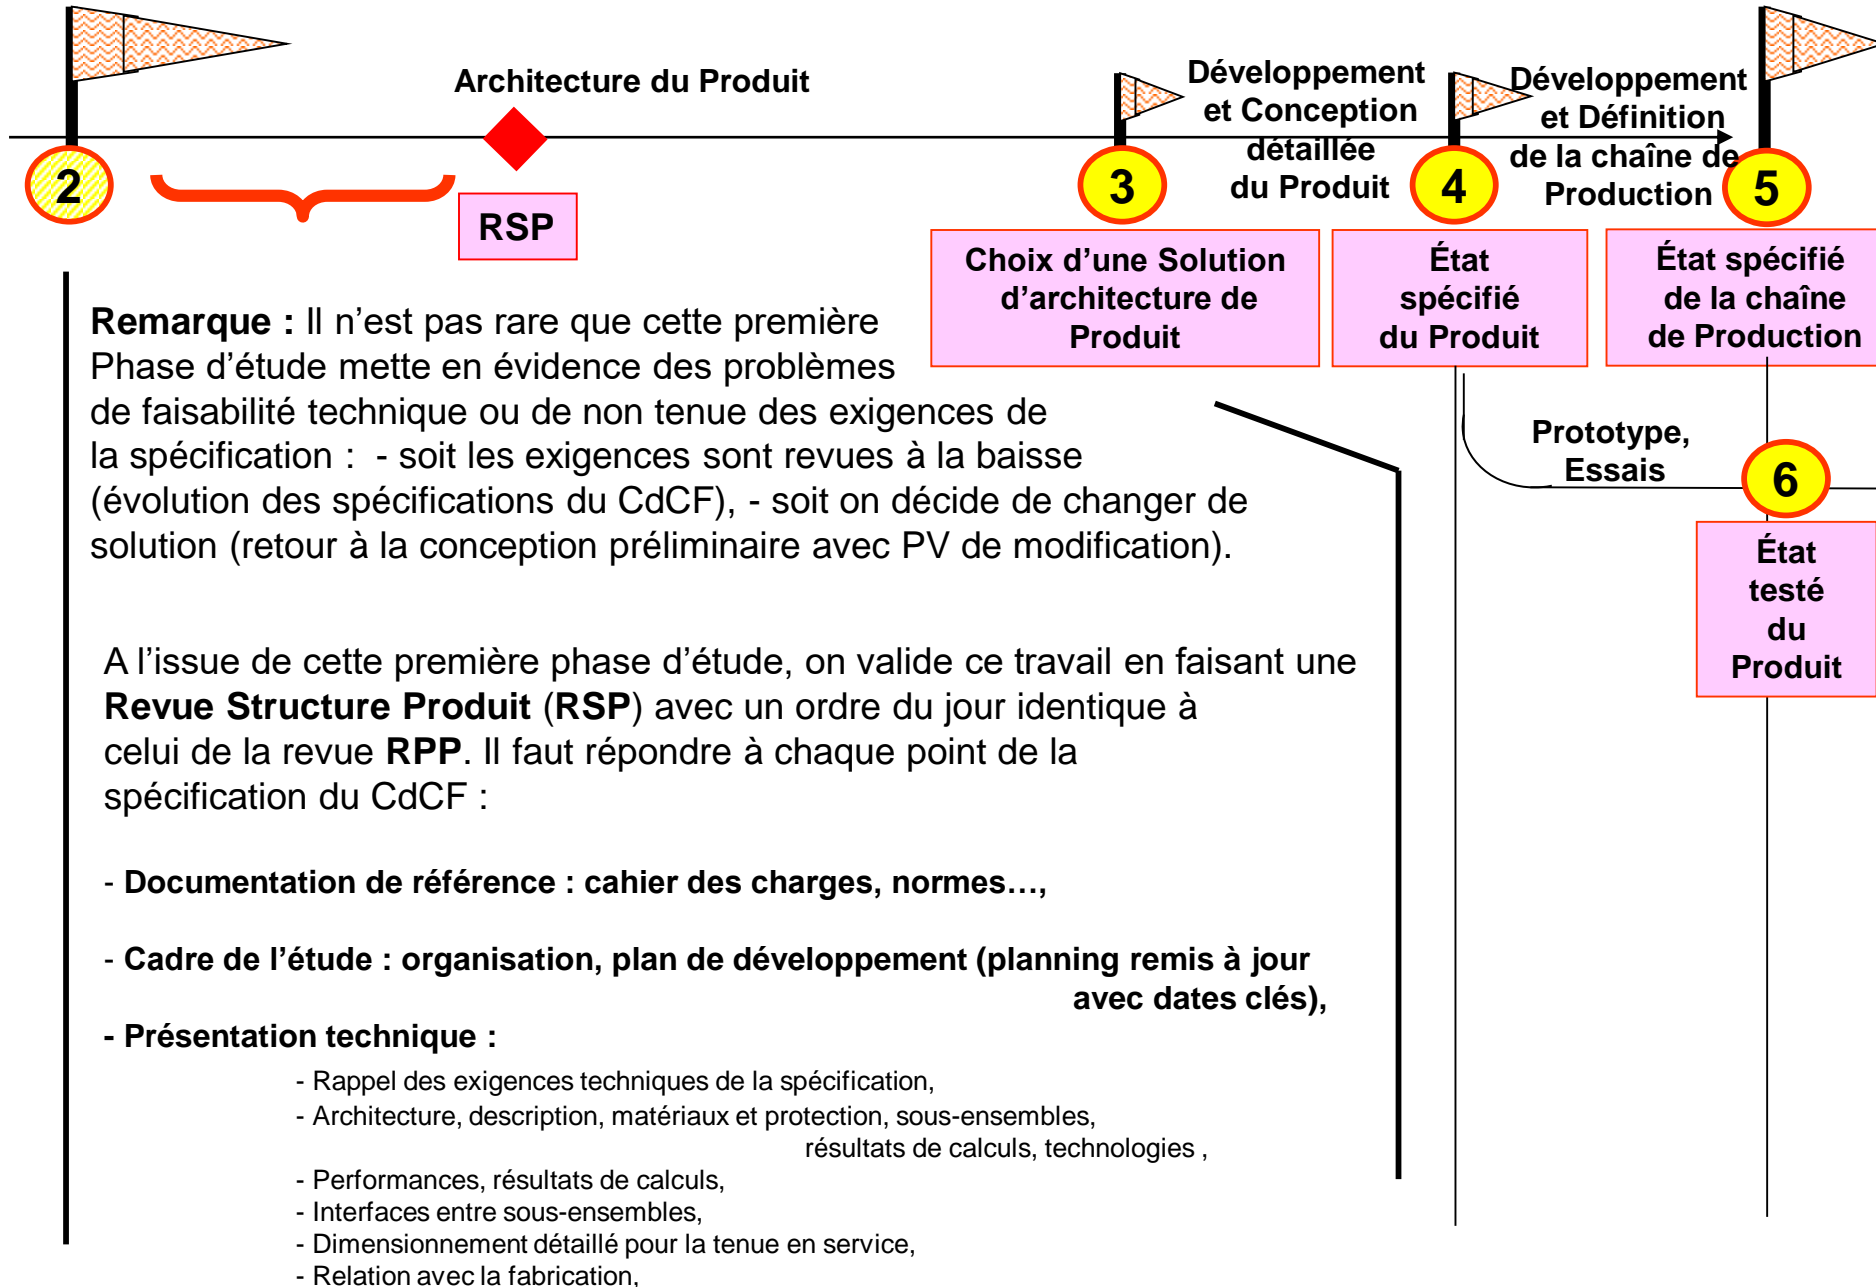 Architecture du Produit
Développement
et Conception
détaillée
du Produit
Développement
et Définition
de la chaîne de
Production
2
3
4
5
RSP
Choix d’une Solution
d’architecture de
Produit
État
spécifié
du Produit
État spécifié
de la chaîne
de Production
Remarque : Il n’est pas rare que cette première
Phase d’étude mette en évidence des problèmes
de faisabilité technique ou de non tenue des exigences de
la spécification :  - soit les exigences sont revues à la baisse
(évolution des spécifications du CdCF), - soit on décide de changer de
solution (retour à la conception préliminaire avec PV de modification).
Prototype,
Essais
6
État
testé
du
Produit
A l’issue de cette première phase d’étude, on valide ce travail en faisant une
Revue Structure Produit (RSP) avec un ordre du jour identique à
celui de la revue RPP. Il faut répondre à chaque point de la
spécification du CdCF :
- Documentation de référence : cahier des charges, normes…,
- Cadre de l’étude : organisation, plan de développement (planning remis à jour
avec dates clés),
- Présentation technique :
- Rappel des exigences techniques de la spécification,
- Architecture, description, matériaux et protection, sous-ensembles,
résultats de calculs, technologies ,
- Performances, résultats de calculs,
- Interfaces entre sous-ensembles,
- Dimensionnement détaillé pour la tenue en service,
- Relation avec la fabrication,